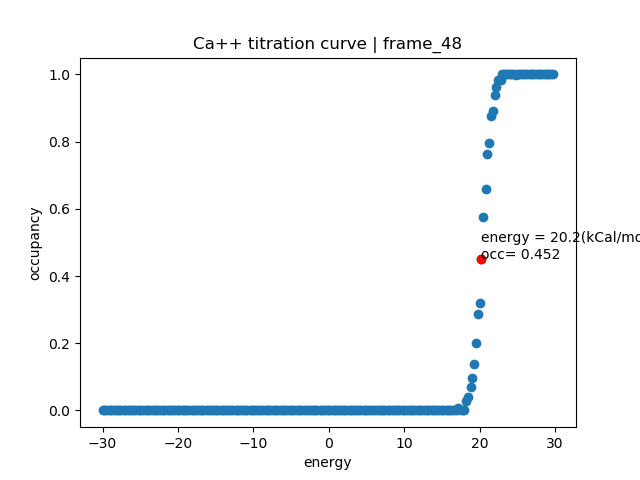 Ca++ titration curve | frame_48
occupancy
1.0
0.8
0.6
0.4
0.2
0.0
energy = 20.2(kCal/mo
occ= 0.452
−30
−20
−10
0
10
20
30
energy